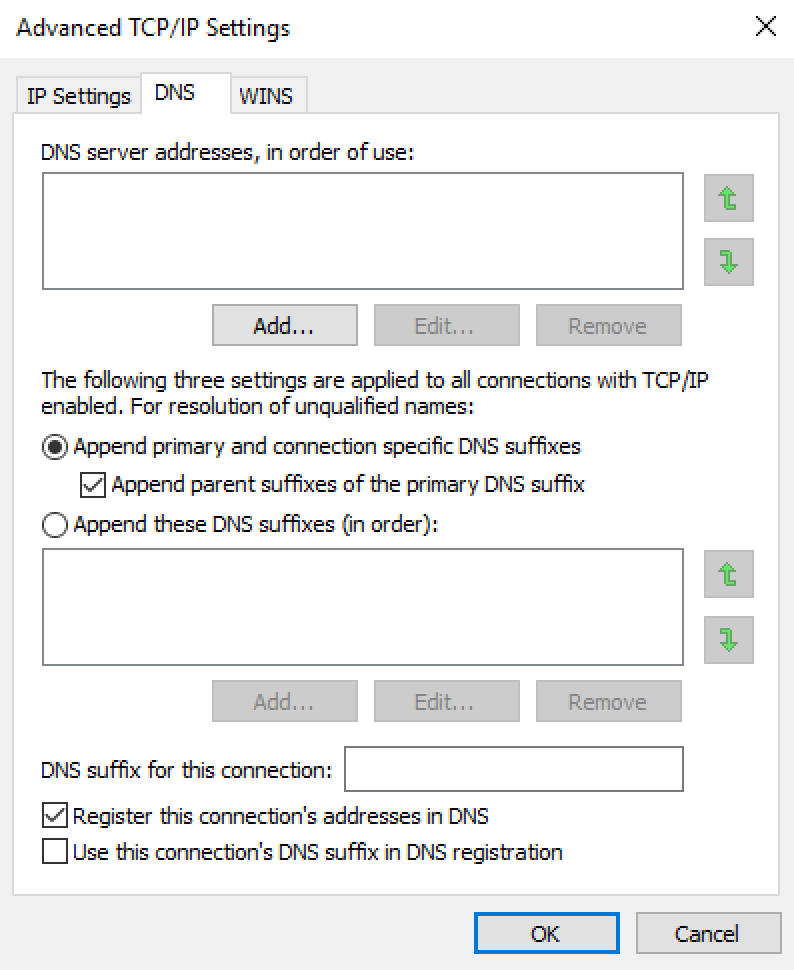 Advanced TCP/IP Settings
IP Settings
DNS
WINS
DNS server addresses, in order of use:
Add...
Edit...
Remove
The following three settings are applied to all connections with TCP/IP
enabled. For resolution of unqualified names:
Append primary and connection specific DNS suffixes
Append parent suffixes of the primary DNS suffix
Append these DNS suffixes (in order):
Add...
Edit...
Remove
DNS suffix for this connection:
Register this connection's addresses in DNS
Use this connection's DNS suffix in DNS registration
OK
Cancel